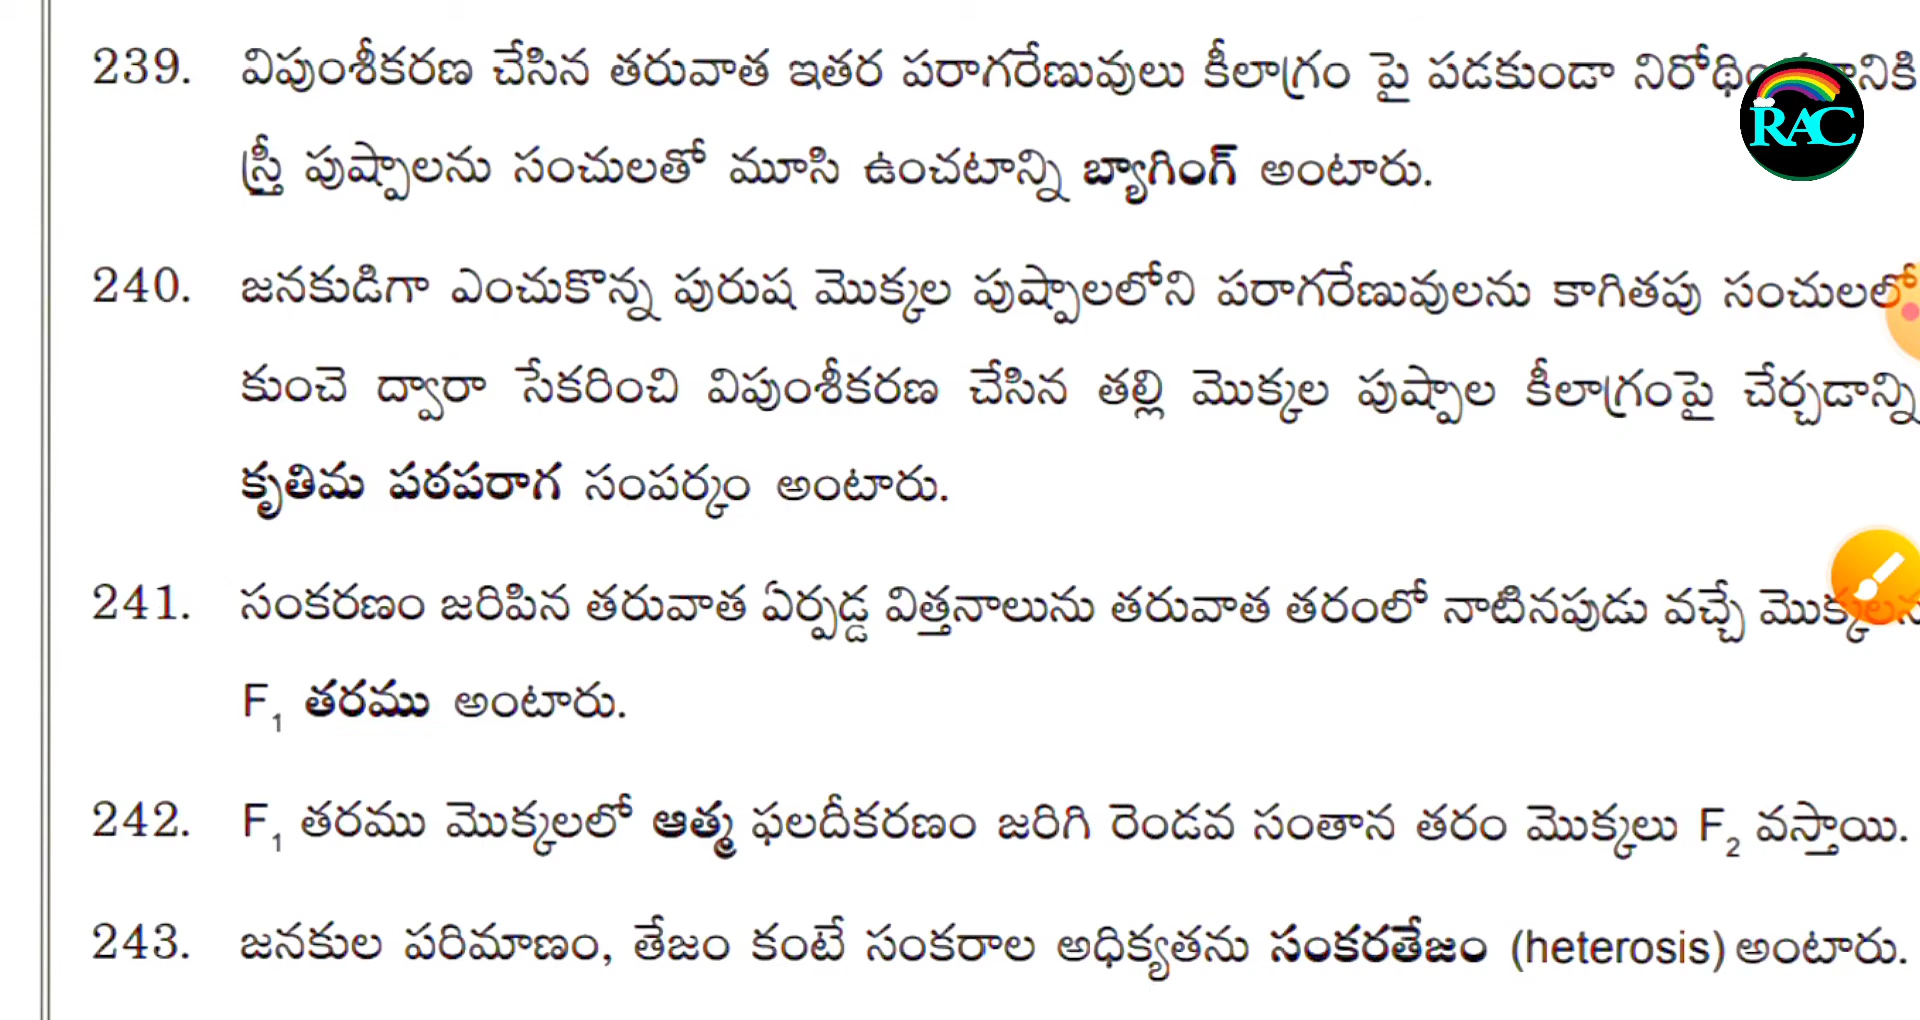 239. విపుంశీకరణ చేసిన తరువాత ఇతర పరాగరేణువులు కీలాగ్రం పై పడకుండా
RAC
స్త్రీ పుష్పాలను సంచులతో మూసి ఉంచటాన్ని బ్యాగింగ్ అంటారు.
240. జనకుడిగా ఎంచుకొన్న పురుష మొక్కల పుష్పాలలోని పరాగరేణువులను కాగితపు సంచులలో
కుంచె ద్వారా సేకరించి విపుంశీకరణ చేసిన తల్లి మొక్కల పుష్పాల కీలాగ్రంపై చేర్చడాన్ని
కృతిమ పఠపరాగ సంపర్కం అంటారు.
241. సంకరణం జరిపిన తరువాత ఏర్పడ్డ విత్తనాలును తరువాత తరంలో నాటినపుడు వచ్చే
F₁ తరము అంటారు.
242. F₁ తరము మొక్కలలో ఆత్మ ఫలదీకరణం జరిగి రెండవ సంతాన తరం మొక్కలు F₂ వస్తాయి.
243. జనకుల పరిమాణం, తేజం కంటే సంకరాల అధిక్యతను సంకరతేజం (heterosis) అంటారు.